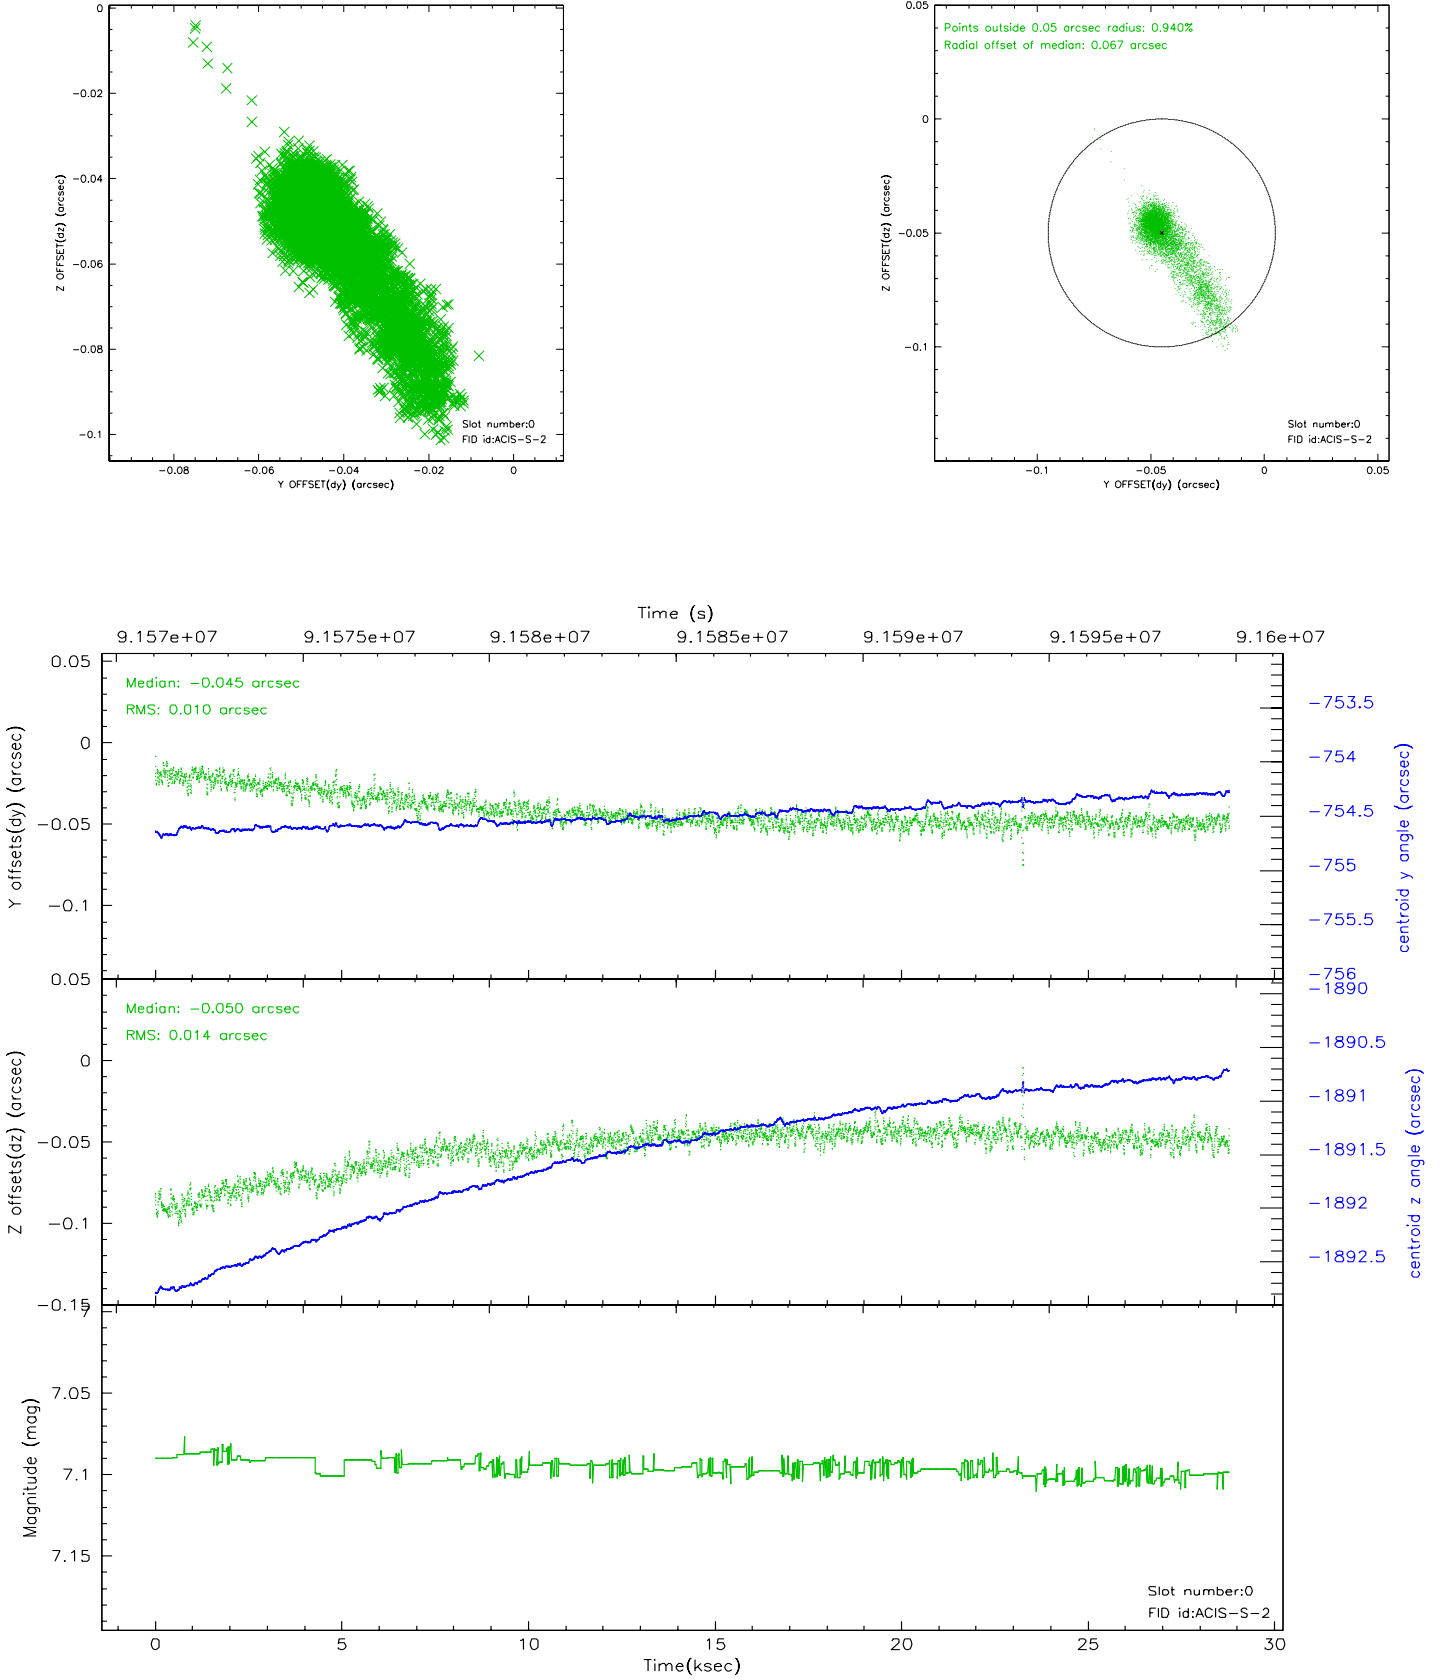 0
-0.02
-0.04
-0.06
-0.08
-0.1
Z OFFSET(dz) (arcsec)
Slot number:0
FID id:ACIS-S-2
-0.08 -0.06 -0.04 -0.02 0
Y OFFSET(dy) (arcsec)
0.05
Points outside 0.05 arcsec radius: 0.940%
Radial offset of median: 0.067 arcsec
0
-0.05
-0.1
Z OFFSET(dz) (arcsec)
Slot number:0
FID id:ACIS-S-2
-0.1 -0.05 0 0.05
Y OFFSET(dy) (arcsec)
Time (s)
9.157e+07 9.1575e+07 9.158e+07 9.1585e+07 9.159e+07 9.1595e+07 9.16e+07
0.05
0
-0.05
-0.1
Y offsets(dy) (arcsec)
Median: -0.045 arcsec
RMS: 0.010 arcsec
-753.5
-754
-754.5
-755
-755.5
-756
centroid y angle (arcsec)
0.05
0
-0.05
-0.1
-0.15
Z offsets(dz) (arcsec)
Median: -0.050 arcsec
RMS: 0.014 arcsec
-1890
-1890.5
-1891
-1891.5
-1892
-1892.5
centroid z angle (arcsec)
7
7.05
7.1
7.15
Magnitude (mag)
Slot number:0
FID id:ACIS-S-2
0 5 10 15 20 25 30
Time(ksec)